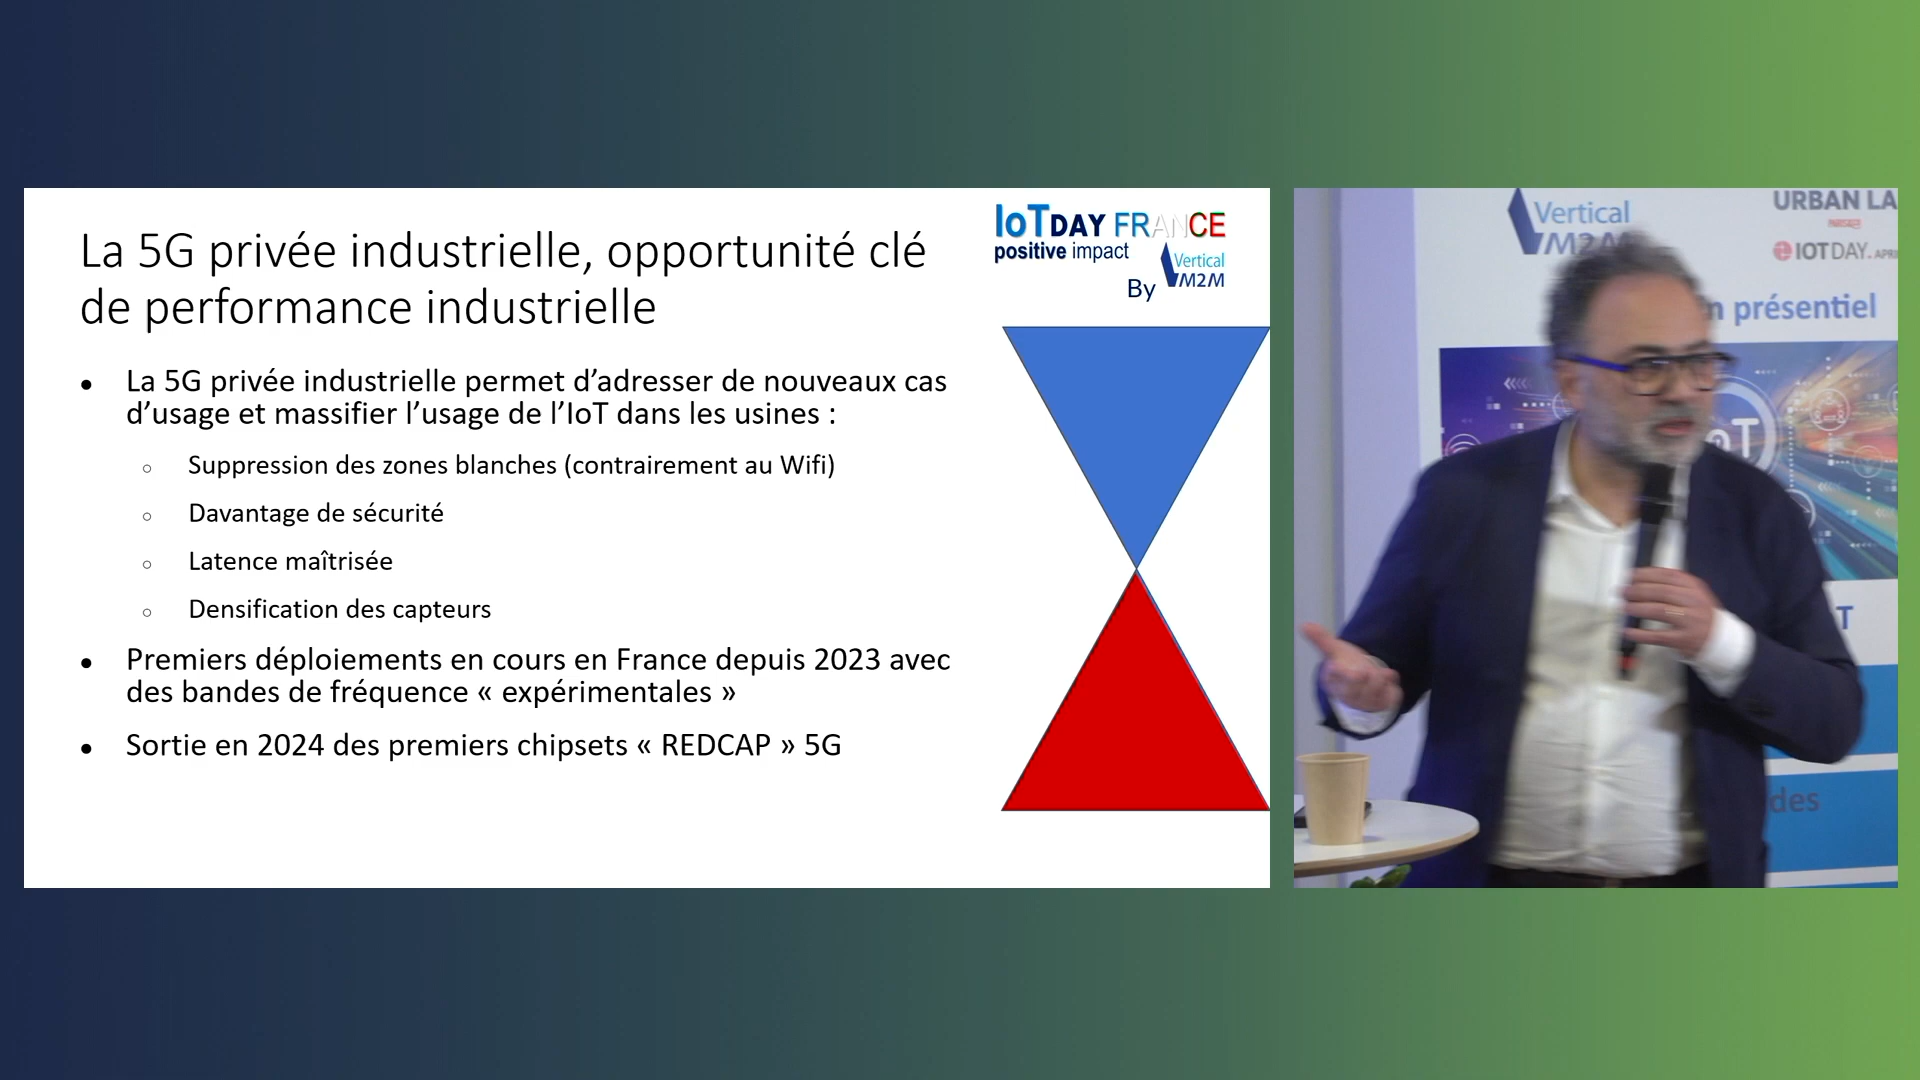 La 5G privée industrielle, opportunité clé
de performance industrielle
IoTDAY FRANCE
positive impact
By
Vertical
M2M
• La 5G privée industrielle permet d’adresser de nouveaux cas
d’usage et massifier l’usage de l’IoT dans les usines :
○ Suppression des zones blanches (contrairement au Wifi)
○ Davantage de sécurité
○ Latence maîtrisée
○ Densification des capteurs
• Premiers déploiements en cours en France depuis 2023 avec
des bandes de fréquence « expérimentales »
• Sortie en 2024 des premiers chipsets « REDCAP » 5G
Vertical
M2M
URBAN LA
IOTDAY
n présentiel
oT
T
des